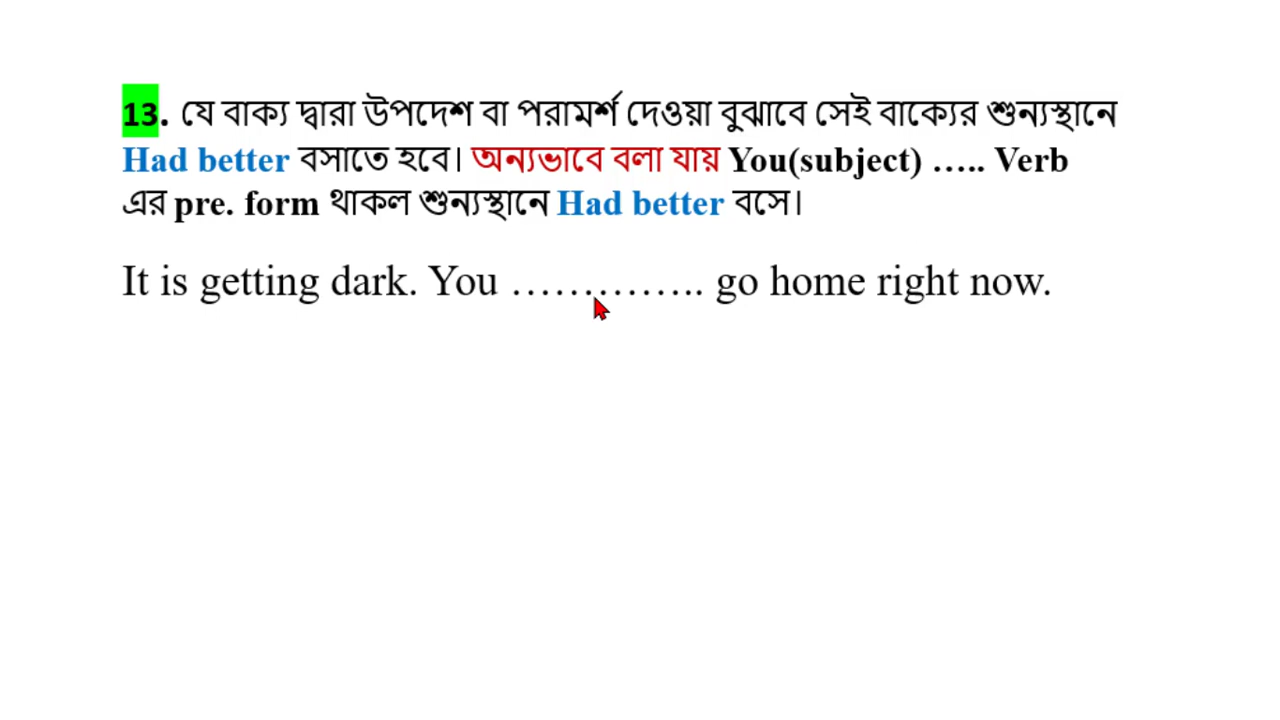 13. যে বাক্য দ্বারা উপদেশ বা পরামর্শ দেওয়া বুঝাবে সেই বাক্যের শুন্যস্থানে
Had better বসাতে হবে। অন্যভাবে বলা যায় You(subject) ….. Verb
এর pre. form থাকল শুন্যস্থানে Had better বসে।
It is getting dark. You ………….. go home right now.